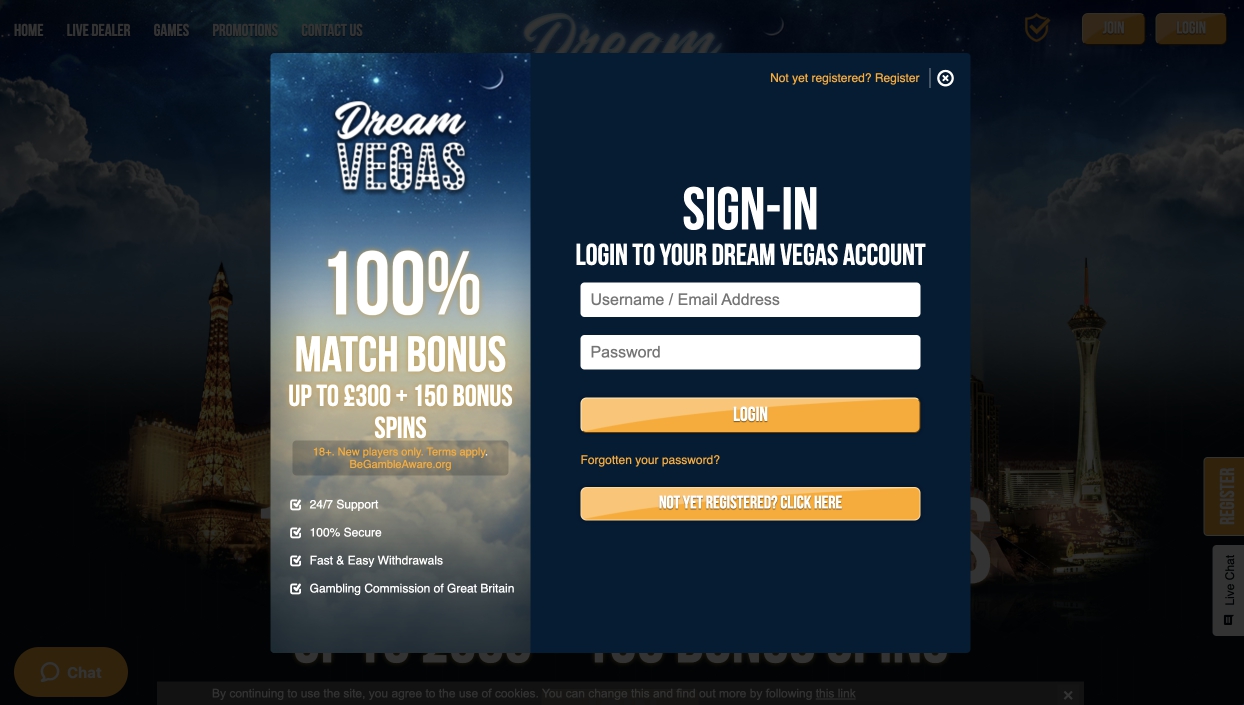 HOME LIVE DEALER GAMES PROMOTIONS CONTACT US
Dream
JOIN LOGIN
Not yet registered? Register
Dream
VEGAS
100%
MATCH BONUS
UP TO £300 + 150 BONUS
SPINS
18+. New players only. Terms apply.
BeGambleAware.org
24/7 Support
100% Secure
Fast & Easy Withdrawals
Gambling Commission of Great Britain
SIGN-IN
LOGIN TO YOUR DREAM VEGAS ACCOUNT
Username / Email Address
Password
LOGIN
Forgotten your password?
NOT YET REGISTERED? CLICK HERE
REGISTER
Live Chat
Chat
150 BONUS SPINS
By continuing to use the site, you agree to the use of cookies. You can change this and find out more by following this link